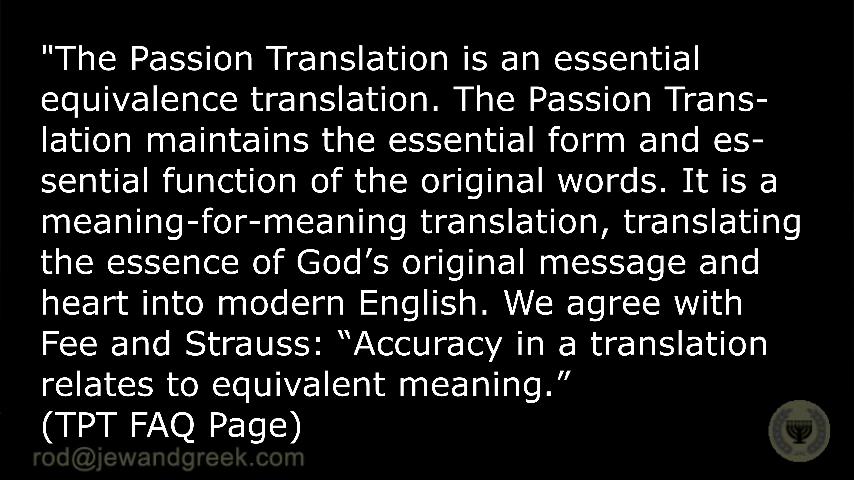 "The Passion Translation is an essential
equivalence translation. The Passion Trans-
lation maintains the essential form and es-
sential function of the original words. It is a
meaning-for-meaning translation, translating
the essence of God’s original message and
heart into modern English. We agree with
Fee and Strauss: “Accuracy in a translation
relates to equivalent meaning.”
(TPT FAQ Page)
rod@jewandgreek.com